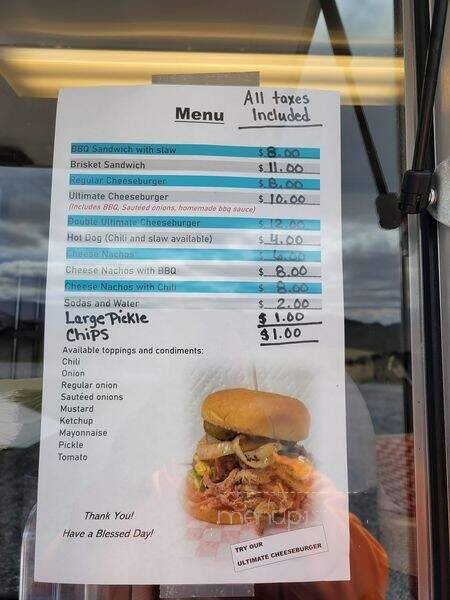 All taxes
Menu Included
BBQ Sandwich with slaw $ 8.00
Brisket Sandwich $ 11.00
Regular Cheeseburger $ 8.00
Ultimate Cheeseburger $ 10.00
(Includes BBQ, Sautéed onions, homemade bbq sauce)
Double Ultimate Cheeseburger $ 12.00
Hot Dog (Chili and slaw available) $ 4.00
Cheese Nachos $ 6.00
Cheese Nachos with BBQ $ 8.00
Cheese Nachos with Chili $ 8.00
Sodas and Water $ 2.00
Large Pickle $ 1.00
Chips $1.00
Available toppings and condiments:
Chili
Onion
Regular onion
Sautéed onions
Mustard
Ketchup
Mayonnaise
Pickle
Tomato
Thank You!
Have a Blessed Day!
TRY OUR
ULTIMATE CHEESEBURGER